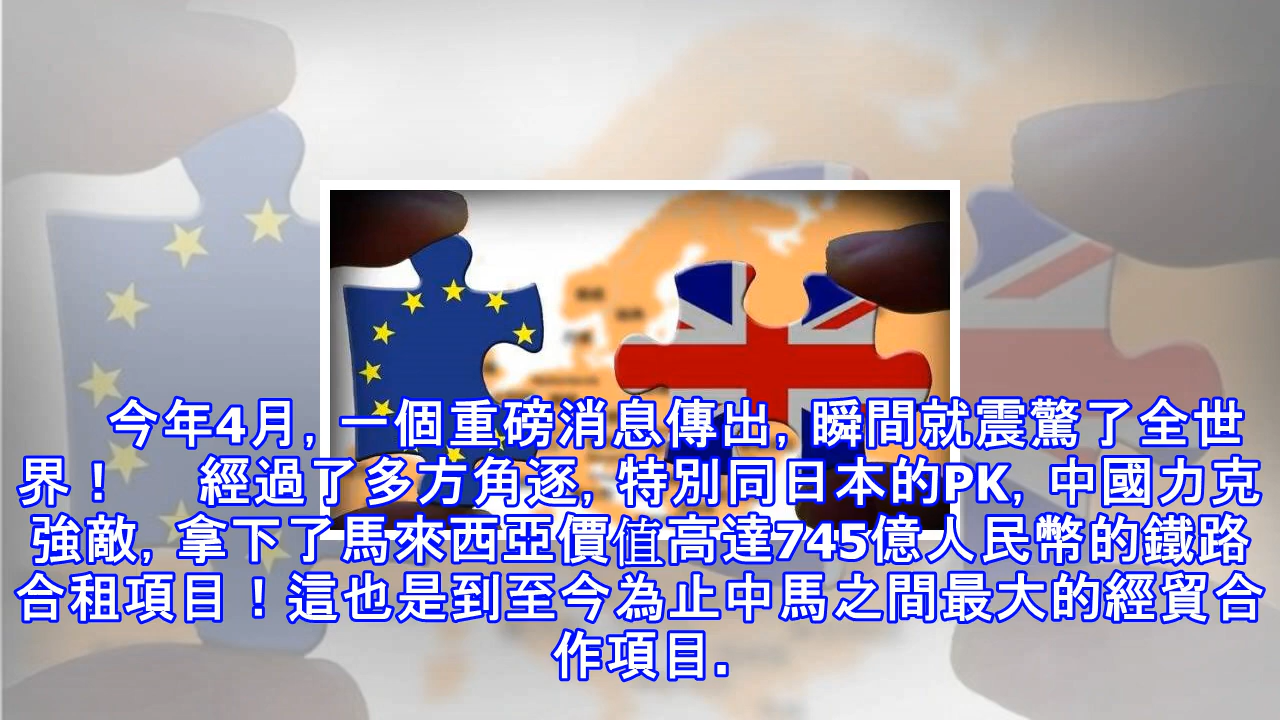 今年4月, 一個重磅消息傳出, 瞬間就震驚了全世
界！ 經過了多方角逐, 特別同日本的PK, 中國力克
強敵, 拿下了馬來西亞價值高達745億人民幣的鐵路
合租項目！這也是到至今為止中馬之間最大的經貿合
作項目.